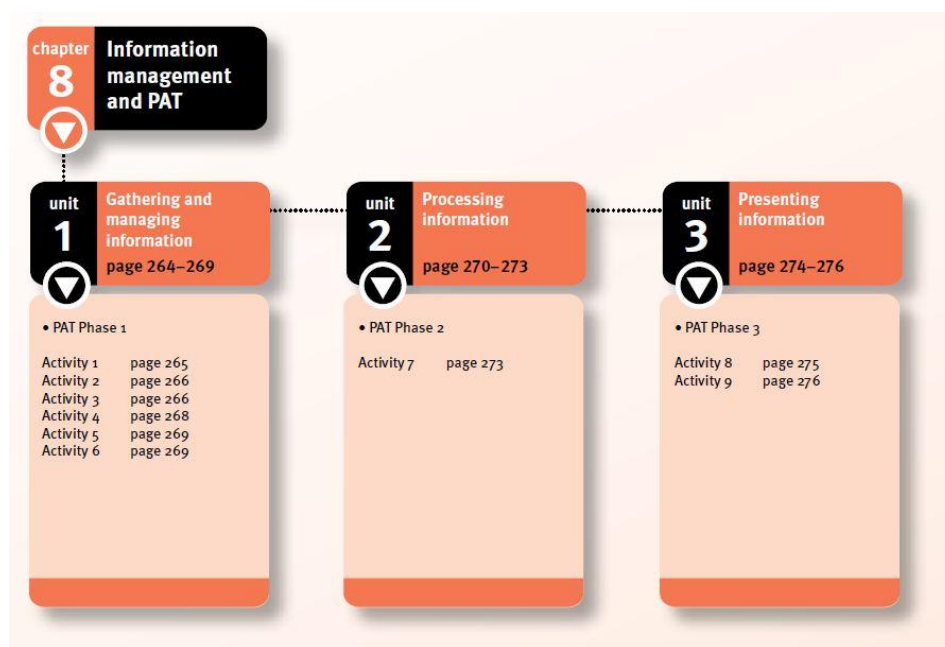 chapter
8
Information
management
and PAT
unit
1
Gathering and
managing
information
page 264–269
• PAT Phase 1
Activity 1 page 265
Activity 2 page 266
Activity 3 page 266
Activity 4 page 268
Activity 5 page 269
Activity 6 page 269
unit
2
Processing
information
page 270–273
• PAT Phase 2
Activity 7 page 273
unit
3
Presenting
information
page 274–276
• PAT Phase 3
Activity 8 page 275
Activity 9 page 276